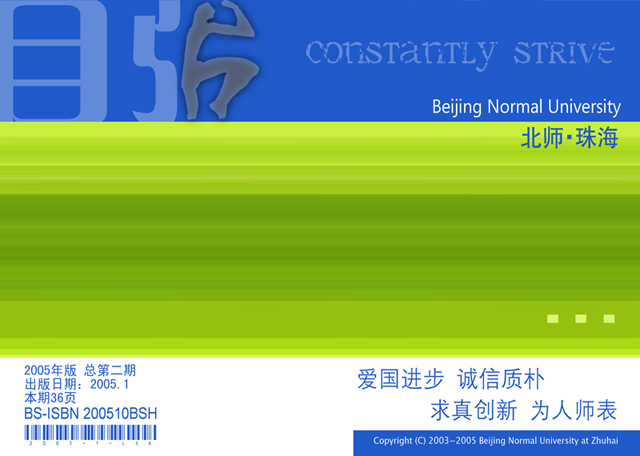 自强
CONSTANTLY STRIVE
Beijing Normal University
北师·珠海
2005年版 总第二期
出版日期：2005.1
本期36页
BS-ISBN 200510BSH
2005-1-LEK
爱国进步 诚信质朴
求真创新 为人师表
Copyright (C) 2003-2005 Beijing Normal University at Zhuhai